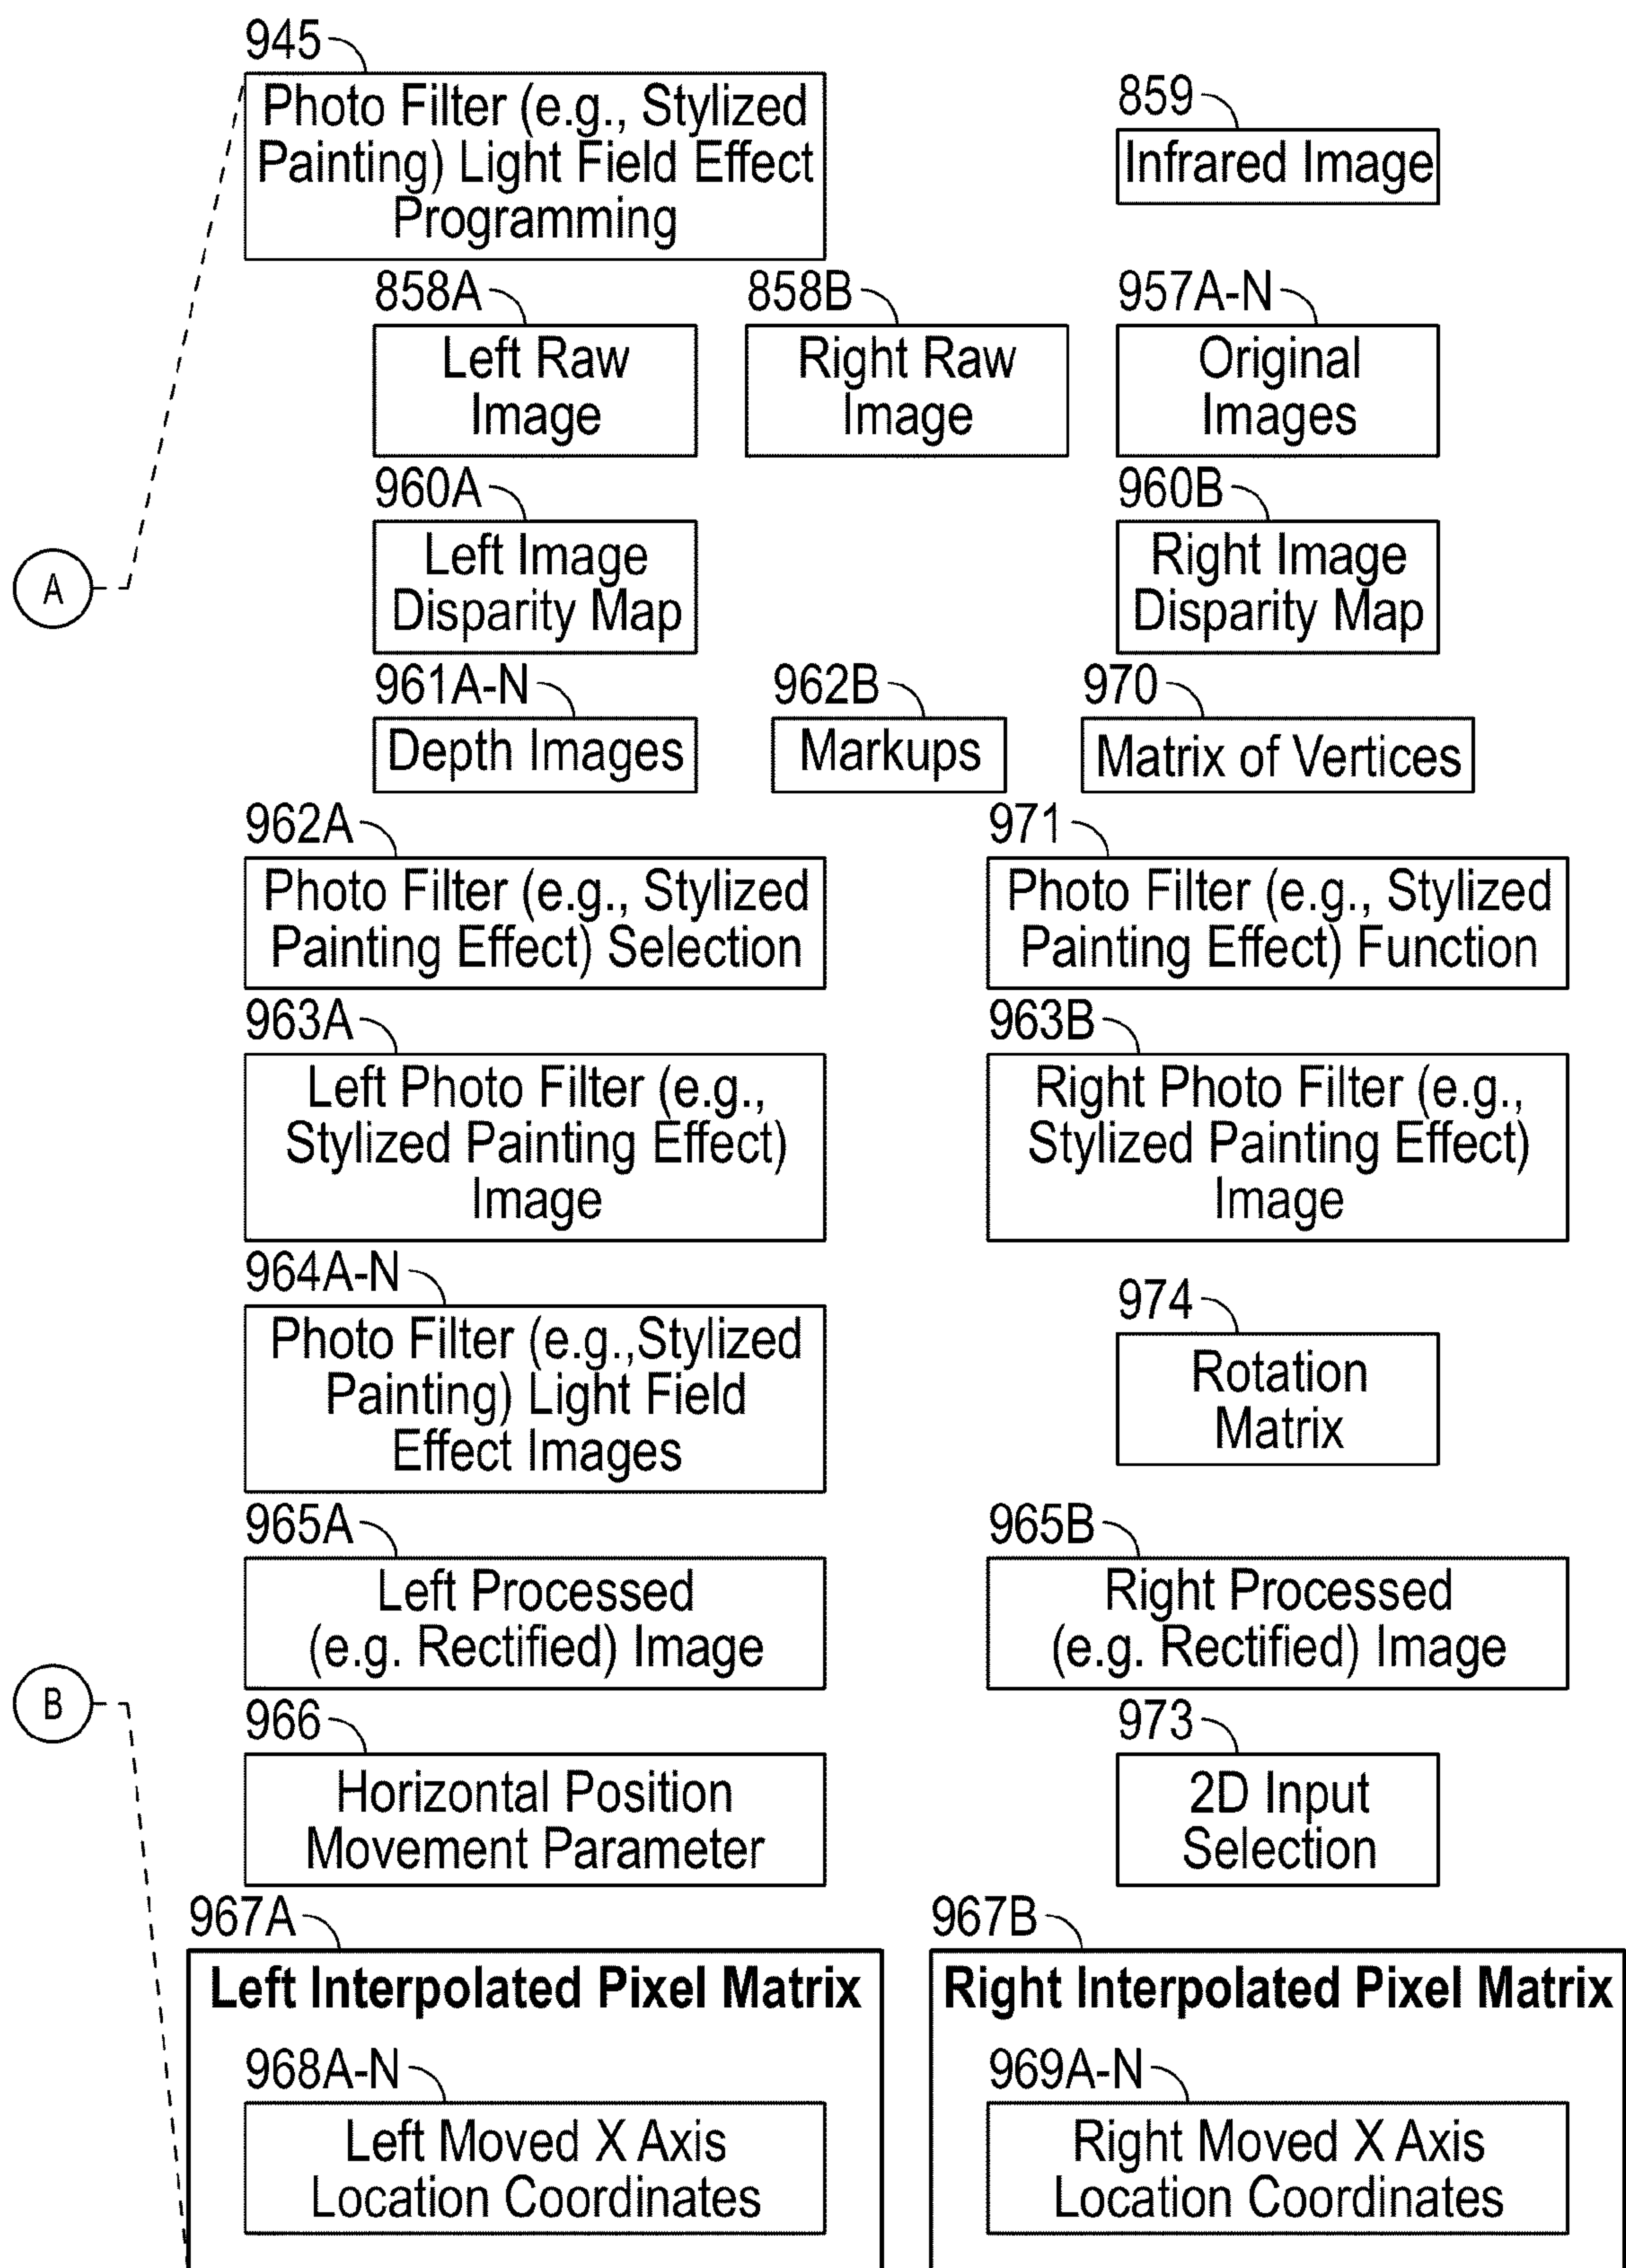 945
Photo Filter (e.g., Stylized
Painting) Light Field Effect
Programming
859
Infrared Image
858A
Left Raw
Image
858B
Right Raw
Image
957A-N
Original
Images
960A
Left Image
Disparity Map
960B
Right Image
Disparity Map
A
961A-N
Depth Images
962B
Markups
970
Matrix of Vertices
962A
Photo Filter (e.g., Stylized
Painting Effect) Selection
971
Photo Filter (e.g., Stylized
Painting Effect) Function
963A
Left Photo Filter (e.g.,
Stylized Painting Effect)
Image
963B
Right Photo Filter (e.g.,
Stylized Painting Effect)
Image
964A-N
Photo Filter (e.g.,Stylized
Painting) Light Field
Effect Images
974
Rotation
Matrix
965A
Left Processed
(e.g. Rectified) Image
965B
Right Processed
(e.g. Rectified) Image
B
966
Horizontal Position
Movement Parameter
973
2D Input
Selection
967A
Left Interpolated Pixel Matrix
968A-N
Left Moved X Axis
Location Coordinates
967B
Right Interpolated Pixel Matrix
969A-N
Right Moved X Axis
Location Coordinates